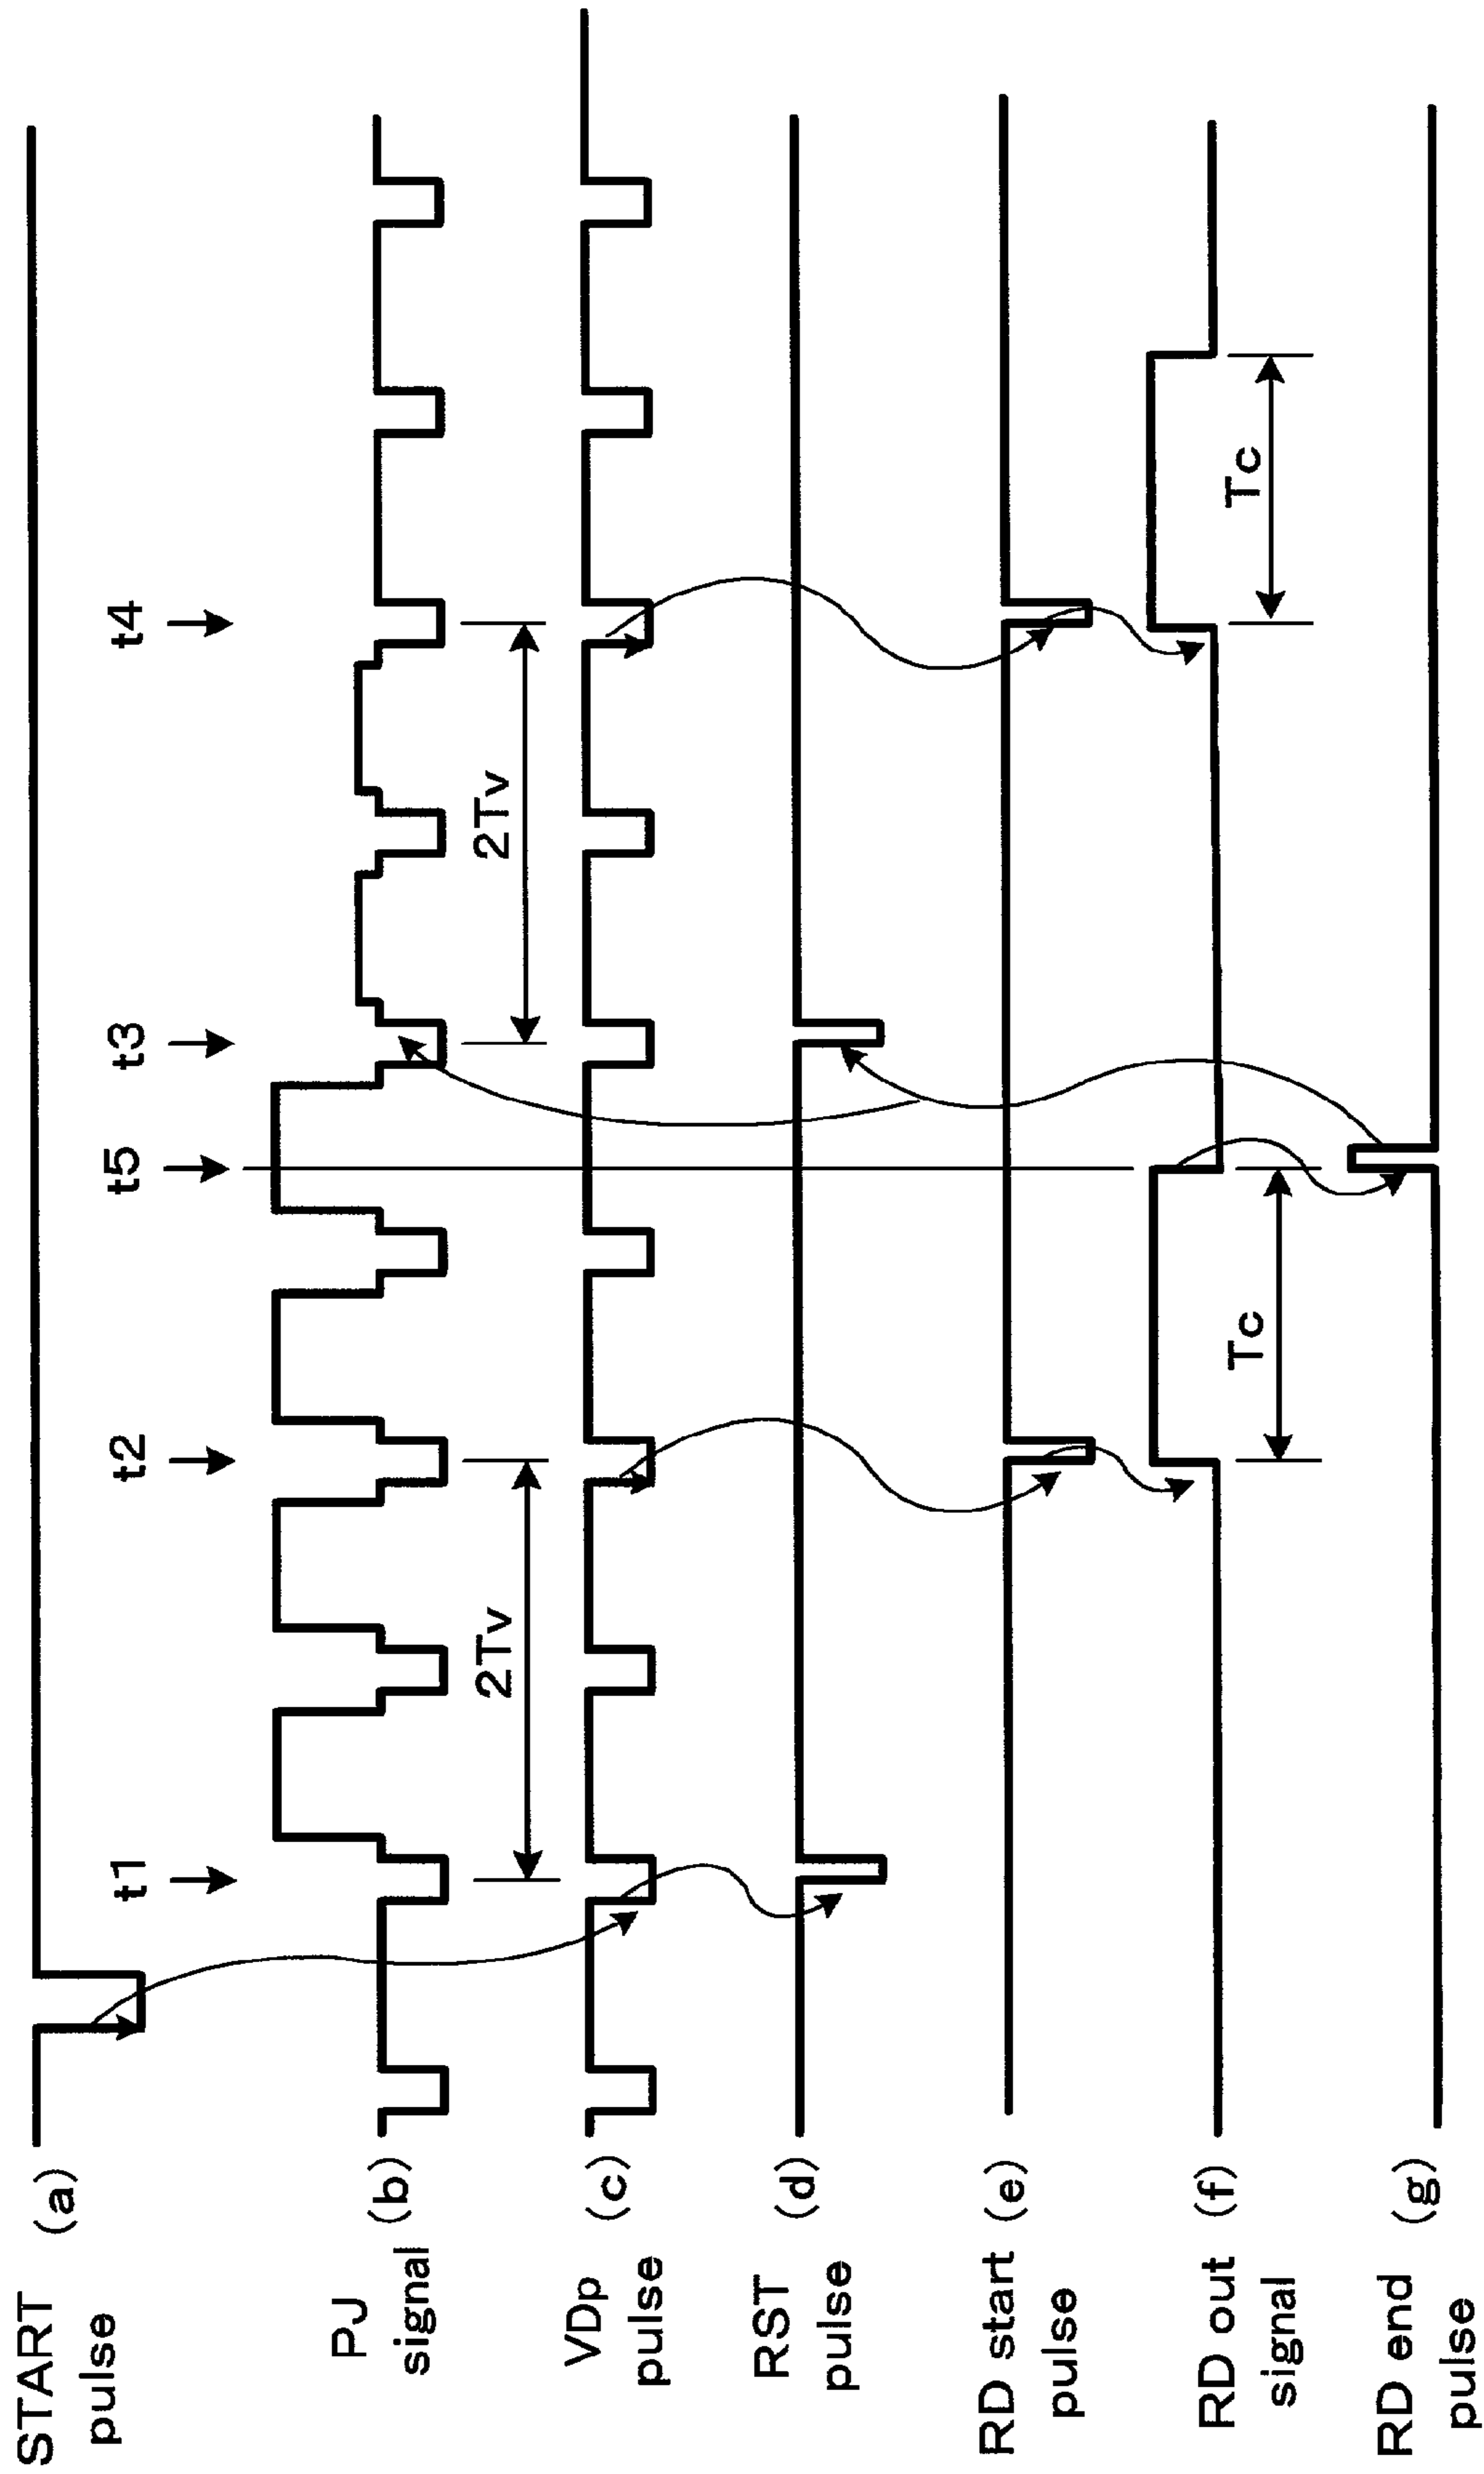 t1
t2
t5
t3
t4
START
pulse
(a)
PJ
signal
(b)
2Tv
2Tv
VDp
pulse
(c)
RST
pulse
(d)
RD start
pulse
(e)
RD out
signal
(f)
Tc
Tc
RD end
pulse
(g)